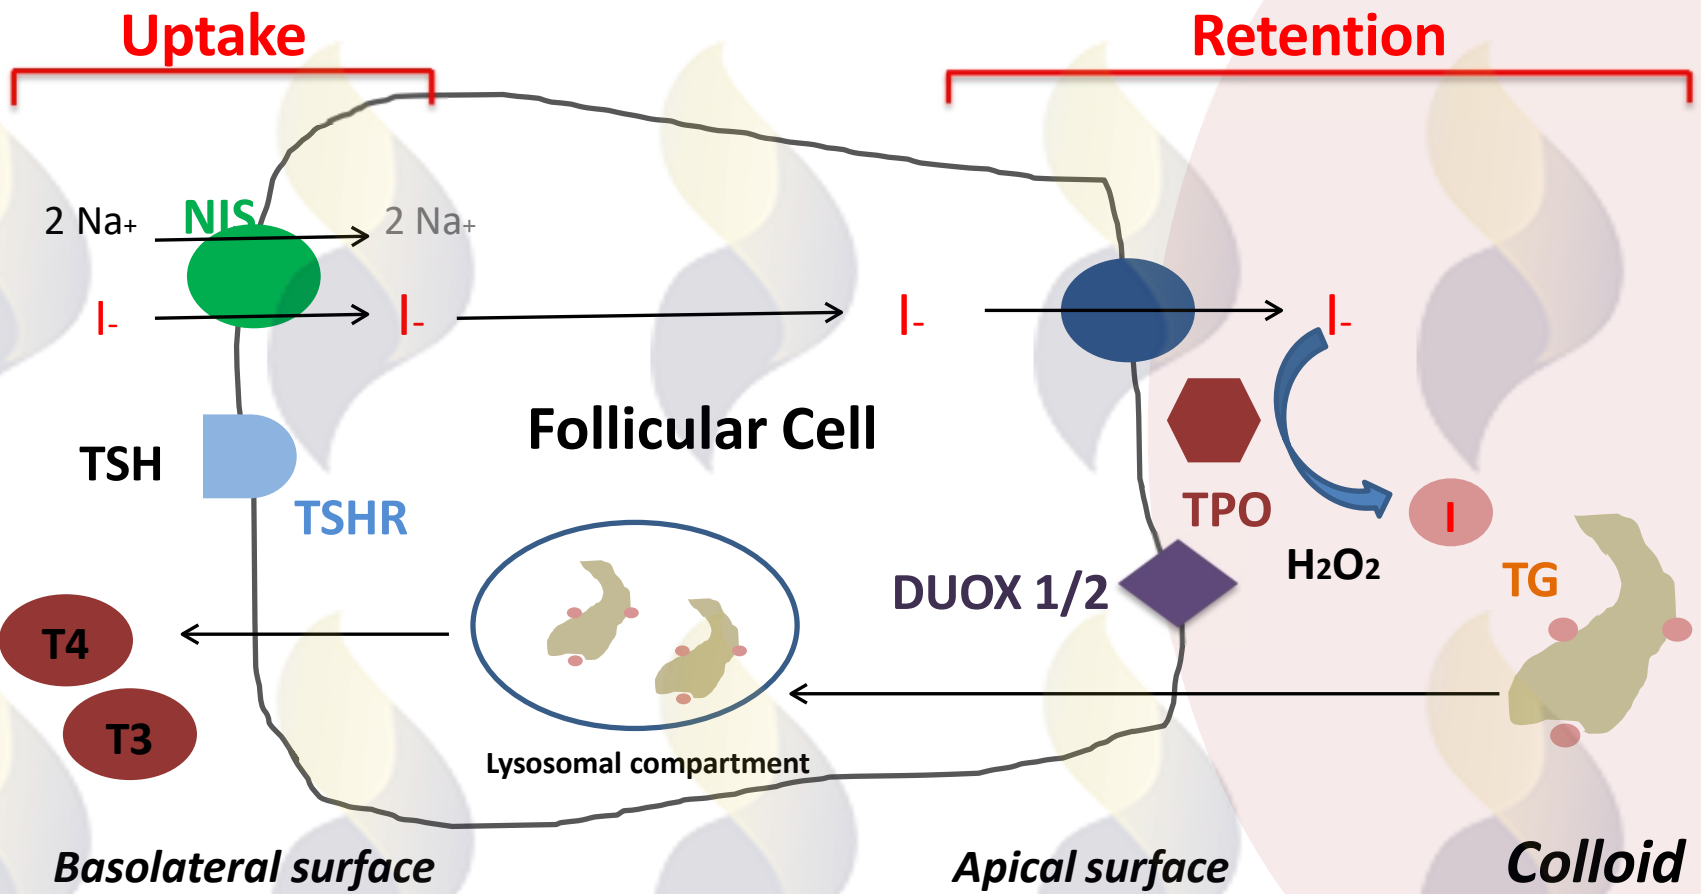 Uptake
Retention
2 Na+
NIS
2 Na+
I-
I-
I-
I-
Follicular Cell
TSH
TSHR
TPO
I
H2O2
TG
DUOX 1/2
T4
T3
Lysosomal compartment
Basolateral surface
Apical surface
Colloid